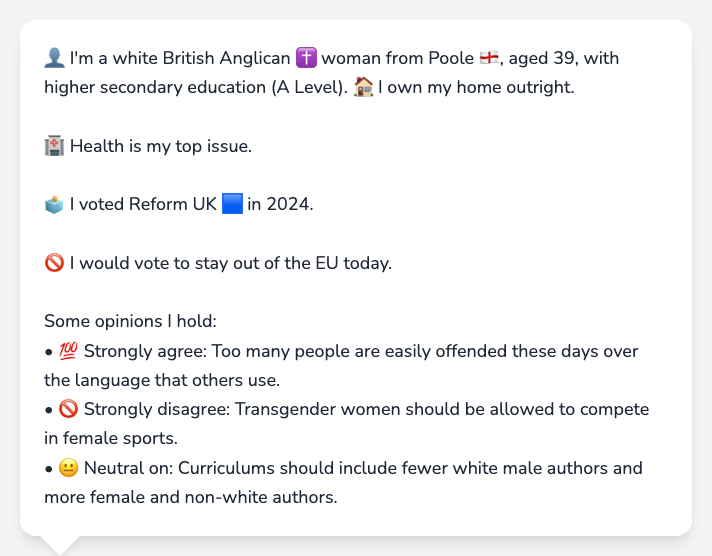 👤 I'm a white British Anglican ✝️ woman from Poole 🏴󠁧󠁢󠁥󠁮󠁧󠁿, aged 39, with
higher secondary education (A Level). 🏠 I own my home outright.
🏥 Health is my top issue.
🗳️ I voted Reform UK 🟦 in 2024.
🚫 I would vote to stay out of the EU today.
Some opinions I hold:
• 💯 Strongly agree: Too many people are easily offended these days over
the language that others use.
• 🚫 Strongly disagree: Transgender women should be allowed to compete
in female sports.
• 😐 Neutral on: Curriculums should include fewer white male authors and
more female and non-white authors.